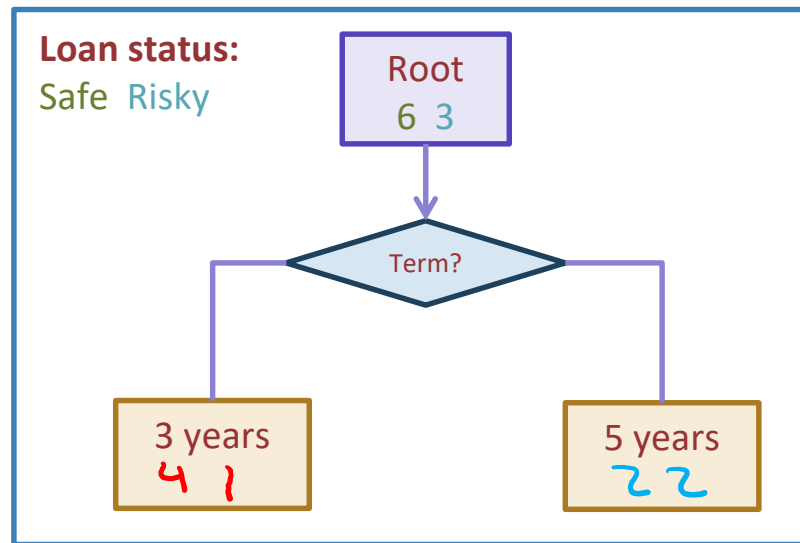 Loan status:
Safe Risky
Root
6 3
Term?
3 years
4 1
5 years
2 2